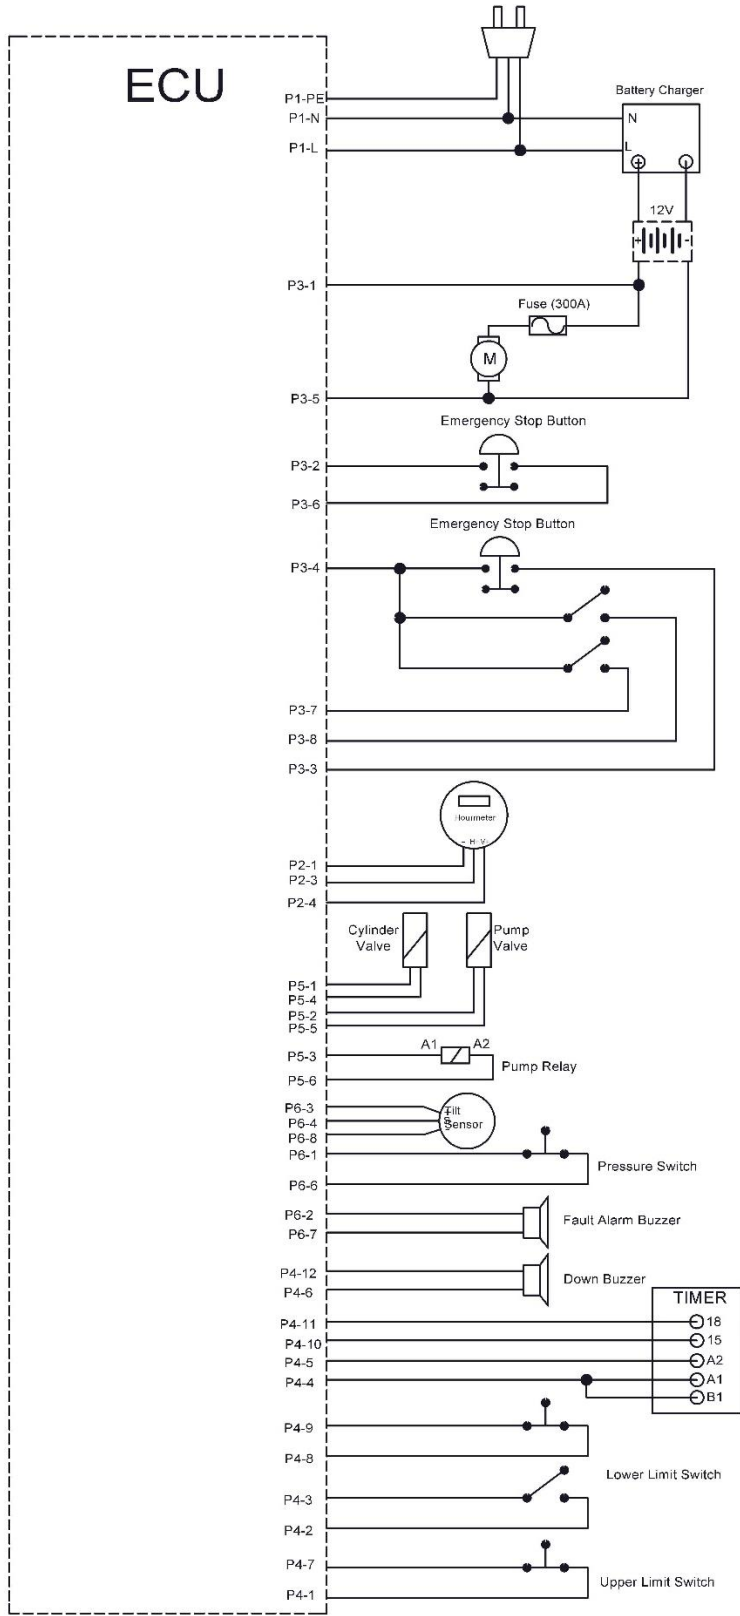 ECU
P1-PE
P1-N
P1-L
Battery Charger
N
L
+
-
12V
+ -
P3-1
Fuse (300A)
M
P3-5
Emergency Stop Button
P3-2
P3-6
Emergency Stop Button
P3-4
P3-7
P3-8
P3-3
Hourmeter
- H V
P2-1
P2-3
P2-4
Cylinder
Valve
Pump
Valve
P5-1
P5-4
P5-2
P5-5
P5-3
A1 A2
Pump Relay
P5-6
P6-3
P6-4
P6-8
Tilt
Sensor
P6-1
Pressure Switch
P6-6
P6-2
P6-7
Fault Alarm Buzzer
P4-12
P4-6
Down Buzzer
TIMER
P4-11
18
P4-10
15
P4-5
A2
P4-4
A1
B1
P4-9
P4-8
Lower Limit Switch
P4-3
P4-2
P4-7
Upper Limit Switch
P4-1